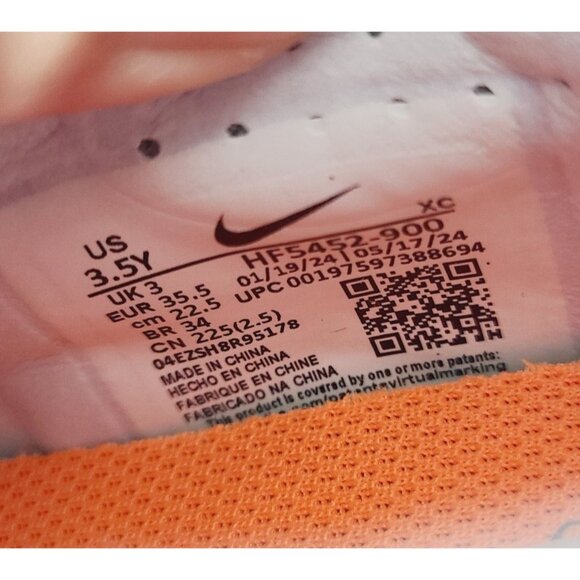 US
3.5Y
UK 3
EUR 35.5
cm 22.5
BR 34
CN 225(2.5)
04EZSH8R95178
MADE IN CHINA
HECHO EN CHINA
FABRIQUE EN CHINE
FABRICADO NA CHINA
This product is covered by one or more patents.
XC
HF5452-900
01/19/24 | 05/17/24
UPC 00197597388694